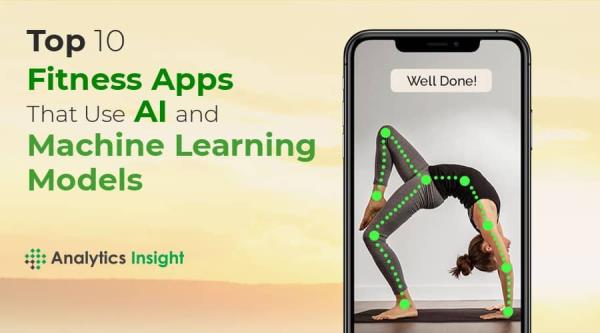 Top 10
Fitness Apps
That Use AI and
Machine Learning
Models
Analytics Insight
Well Done!